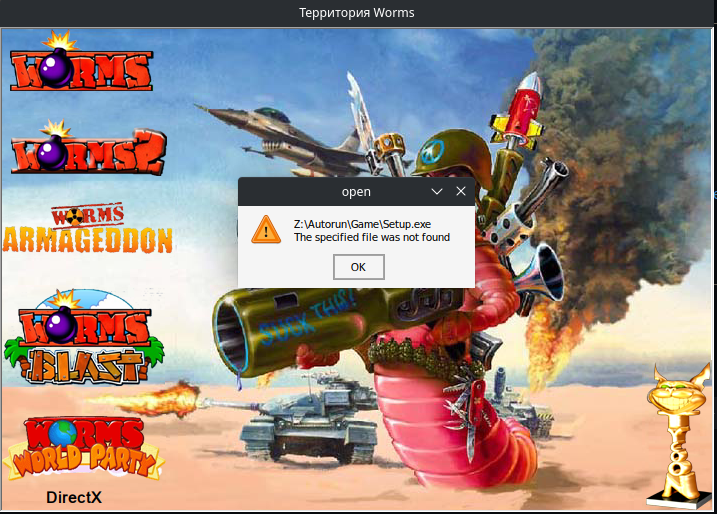 Территория Worms
WORMS
WORMS2
WORMS
ARMAGEDDON
WORMS
BLAST
WORMS
WORLD PARTY
DirectX
open
Z:\Autorun\Game\Setup.exe
The specified file was not found
OK
SUCK THIS!